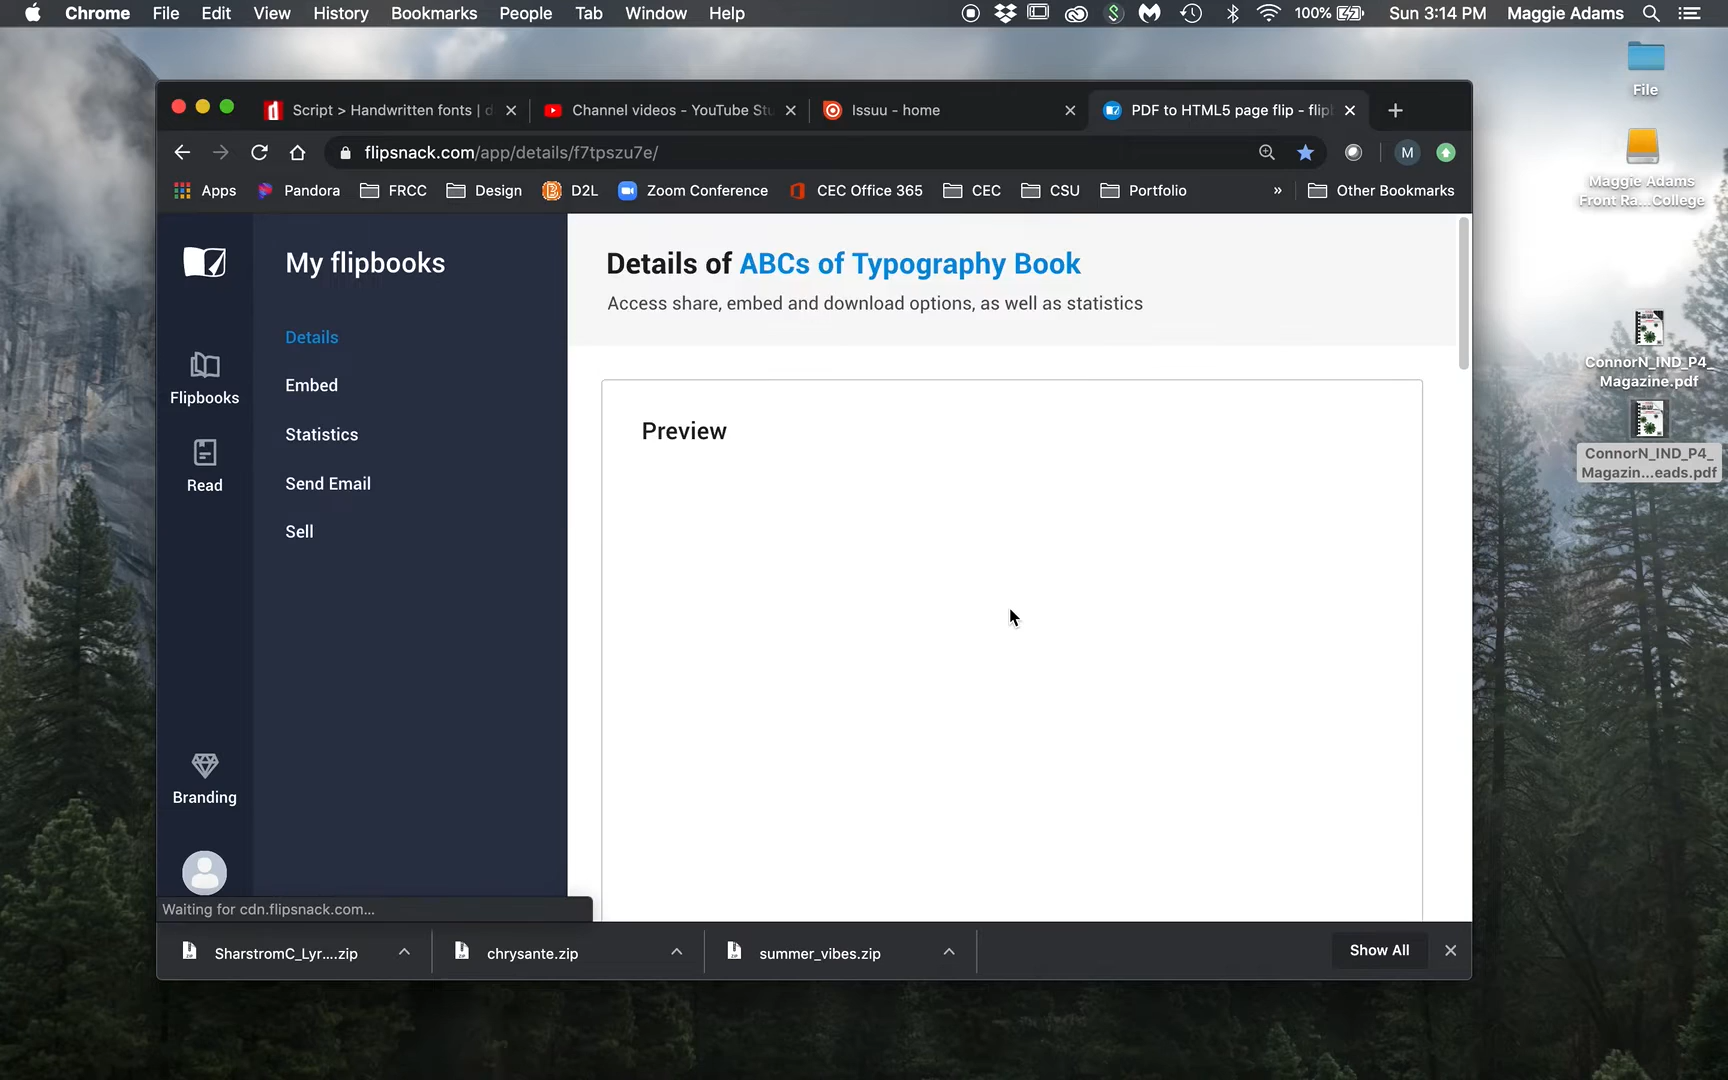 Chrome File Edit View History Bookmarks People Tab Window Help 100% Sun 3:14 PM Maggie Adams
File
Maggie Adams
Front Ra...College
ConnorN_IND_P4_
Magazine.pdf
ConnorN_IND_P4_
Magazin...eads.pdf
Script > Handwritten fonts | d
Channel videos - YouTube Stu
Issuu - home
PDF to HTML5 page flip - flip
flipsnack.com/app/details/f7tpszu7e/
M
Apps Pandora FRCC Design D2L Zoom Conference CEC Office 365 CEC CSU Portfolio » Other Bookmarks
Flipbooks
Read
Branding
My flipbooks
Details
Embed
Statistics
Send Email
Sell
Details of ABCs of Typography Book
Access share, embed and download options, as well as statistics
Preview
Waiting for cdn.flipsnack.com...
SharstromC_Lyr....zip
chrysante.zip
summer_vibes.zip
Show All